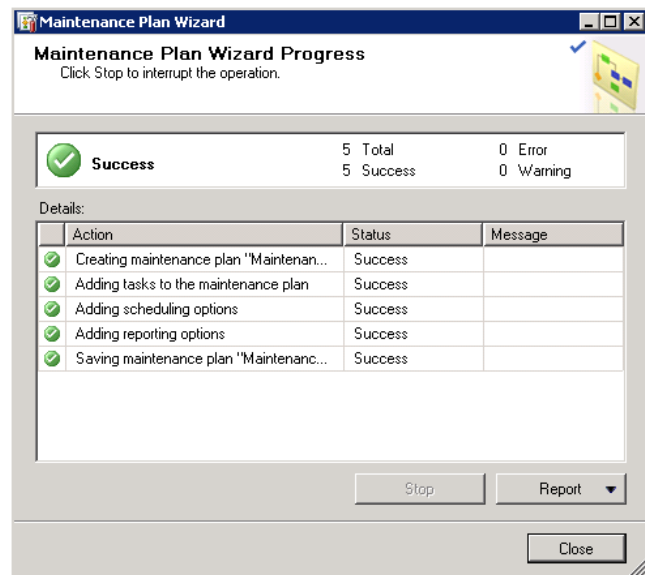 Maintenance Plan Wizard
Maintenance Plan Wizard Progress
Click Stop to interrupt the operation.
Success
5 Total
0 Error
5 Success
0 Warning
Details:
Action Status Message
Creating maintenance plan "Maintenan... Success
Adding tasks to the maintenance plan Success
Adding scheduling options Success
Adding reporting options Success
Saving maintenance plan "Maintenanc... Success
Stop Report
Close